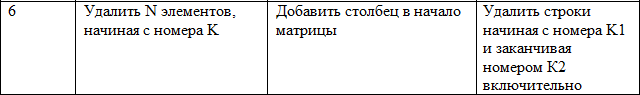 6
Удалить N элементов,
начиная с номера K
Добавить столбец в начало
матрицы
Удалить строки
начиная с номера K1
и заканчивая
номером K2
включительно